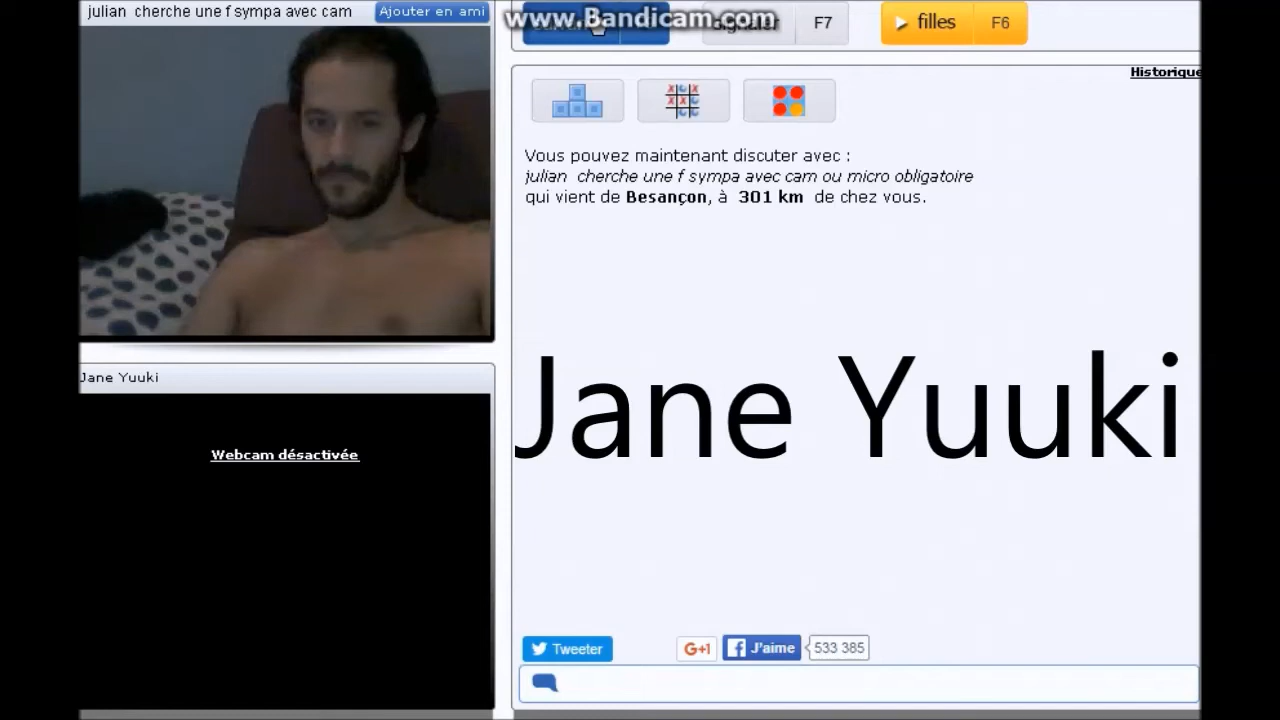 julian cherche une f sympa avec cam
Ajouter en ami
www.Bandicam.com
F7
filles
F6
Historique
Vous pouvez maintenant discuter avec :
julian cherche une f sympa avec cam ou micro obligatoire
qui vient de Besançon, à 301 km de chez vous.
Jane Yuuki
Webcam désactivée
Jane Yuuki
Tweeter
G+1
J'aime
533 385